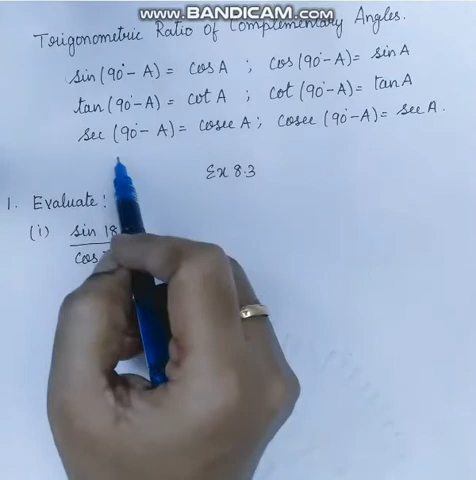 WWW.BANDICAM.COM
Trigonometric Ratio of Complementary Angles.
sin (90° - A) = cos A ; cos (90° - A) = sin A
tan (90° - A) = cot A ; cot (90° - A) = tan A
sec (90° - A) = cosec A ; cosec (90° - A) = sec A.
Ex 8.3
1. Evaluate :
(i) sin 18
cos